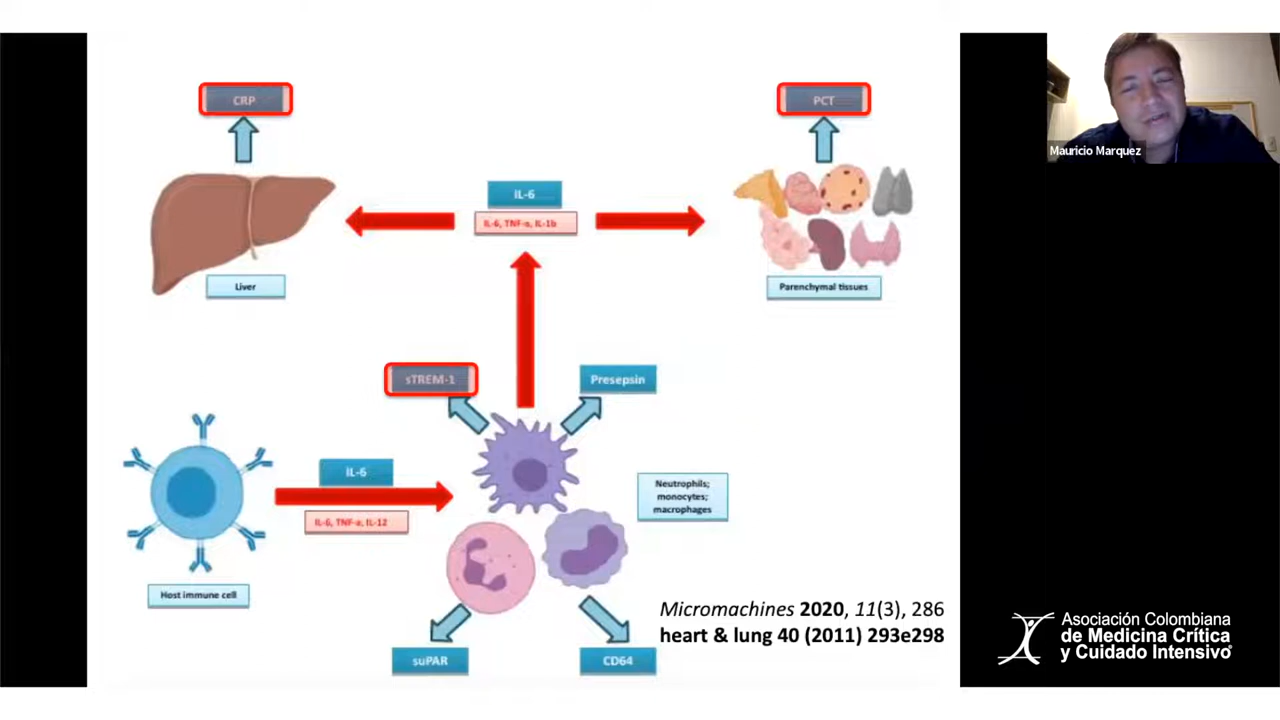 CRP
PCT
Mauricio Marquez
IL-6
IL-6, TNF-α, IL-1b
Liver
Parenchymal tissues
sTREM-1
Presepsin
IL-6
IL-6, TNF-a, IL-12
Neutrophils;
monocytes;
macrophages
Host immune cell
suPAR
CD64
Micromachines 2020, 11(3), 286
heart & lung 40 (2011) 293e298
Asociación Colombiana
de Medicina Crítica
y Cuidado Intensivo